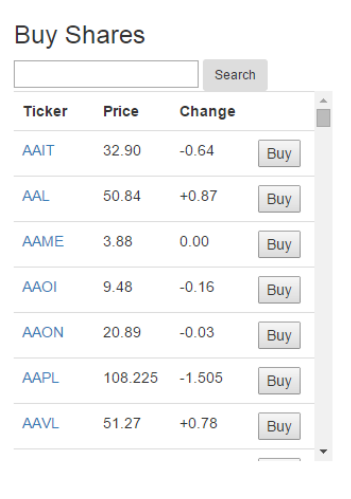 Buy Shares
Search
Ticker Price Change
AAIT 32.90 -0.64 Buy
AAL 50.84 +0.87 Buy
AAME 3.88 0.00 Buy
AAOI 9.48 -0.16 Buy
AAON 20.89 -0.03 Buy
AAPL 108.225 -1.505 Buy
AAVL 51.27 +0.78 Buy